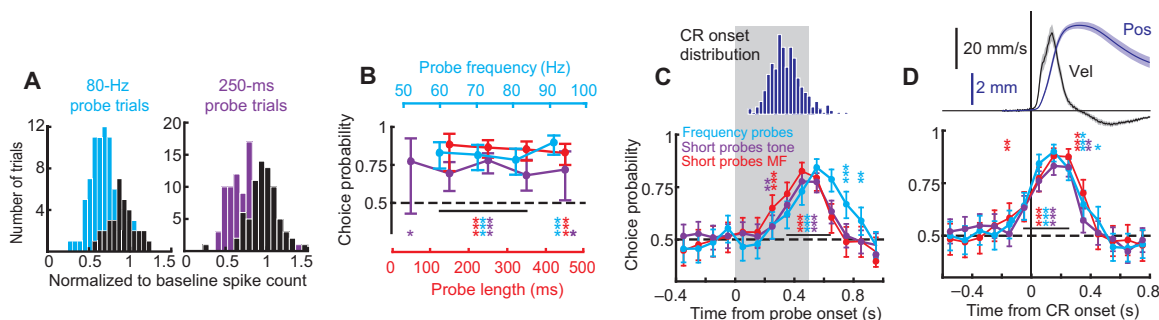 A
80-Hz
probe trials
250-ms
probe trials
Number of trials
12
8
4
20
15
10
5
0
0
0.5
1
1.5
0
0.5
1
1.5
Normalized to baseline spike count
B
Probe frequency (Hz)
50
60
70
80
90
100
Choice probability
1
0.75
0.5
*
***
***
***
***
***
*
0
100
200
300
400
500
Probe length (ms)
C
CR onset
distribution
Frequency probes
Short probes tone
Short probes MF
Choice probability
1
0.75
0.5
−0.4
0
0.4
0.8
Time from probe onset (s)
D
20 mm/s
2 mm
Pos
Vel
1
0.75
0.5
−0.4
0
0.4
0.8
Time from CR onset (s)